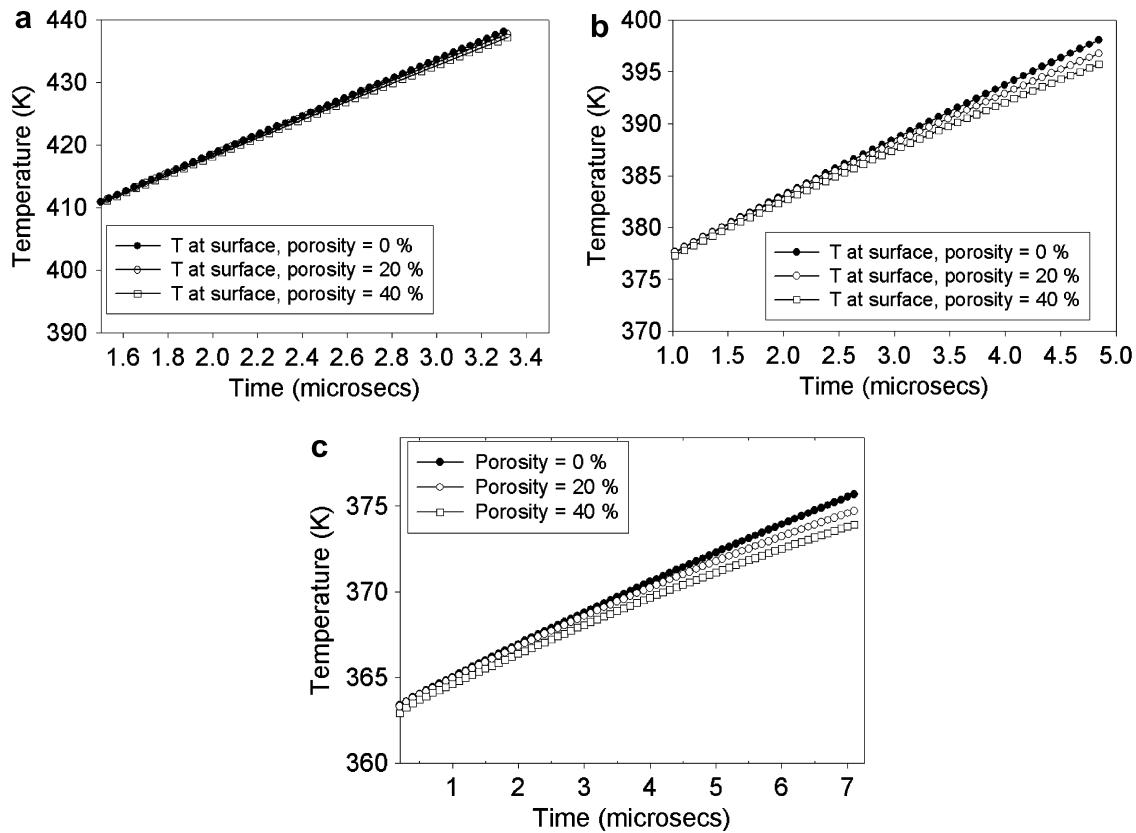 a
440
430
420
410
400
390
Temperature (K)
T at surface, porosity = 0 %
T at surface, porosity = 20 %
T at surface, porosity = 40 %
1.6 1.8 2.0 2.2 2.4 2.6 2.8 3.0 3.2 3.4
Time (microsecs)
b
400
395
390
385
380
375
370
Temperature (K)
T at surface, porosity = 0 %
T at surface, porosity = 20 %
T at surface, porosity = 40 %
1.0 1.5 2.0 2.5 3.0 3.5 4.0 4.5 5.0
Time (microsecs)
c
Porosity = 0 %
Porosity = 20 %
Porosity = 40 %
375
370
365
360
Temperature (K)
1 2 3 4 5 6 7
Time (microsecs)